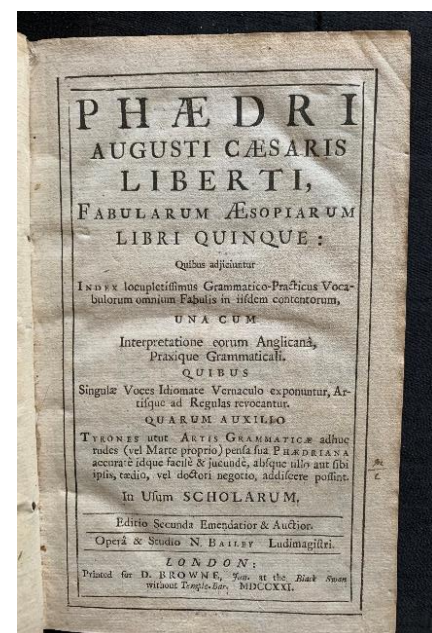 PHÆDRI
AUGUSTI CÆSARIS
LIBERTI,
FABULARUM ÆSOPIARUM
LIBRI QUINQUE:
Quibus adjiciuntur
INDEX locupletissimus Grammatico-Practicus Voca-
bulorum omnium Fabulis in iisdem contentorum,
UNA CUM
Interpretatione eorum Anglicanâ,
Praxique Grammaticali.
QUIBUS
Singulæ Voces Idiomate Vernaculo exponuntur, Ar-
tisque ad Regulas revocantur.
QUARUM AUXILIO
TYRONES utut ARTIS GRAMMATICÆ adhuc
rudes (vel Marte proprio) pensa sua PHÆDRIANA
accuratè idque facilè & jucundè, absque ullo aut sibi
ipsis, tædio, vel doctori negotio, addiscere possint.
In Usum SCHOLARUM,
Editio Secunda Emendatior & Auctior.
Operâ & Studio N. BAILEY Ludimagistri.
LONDON:
Printed for D. BROWNE, Jun. at the Black Swan
without Temple-Bar, MDCCXXI.